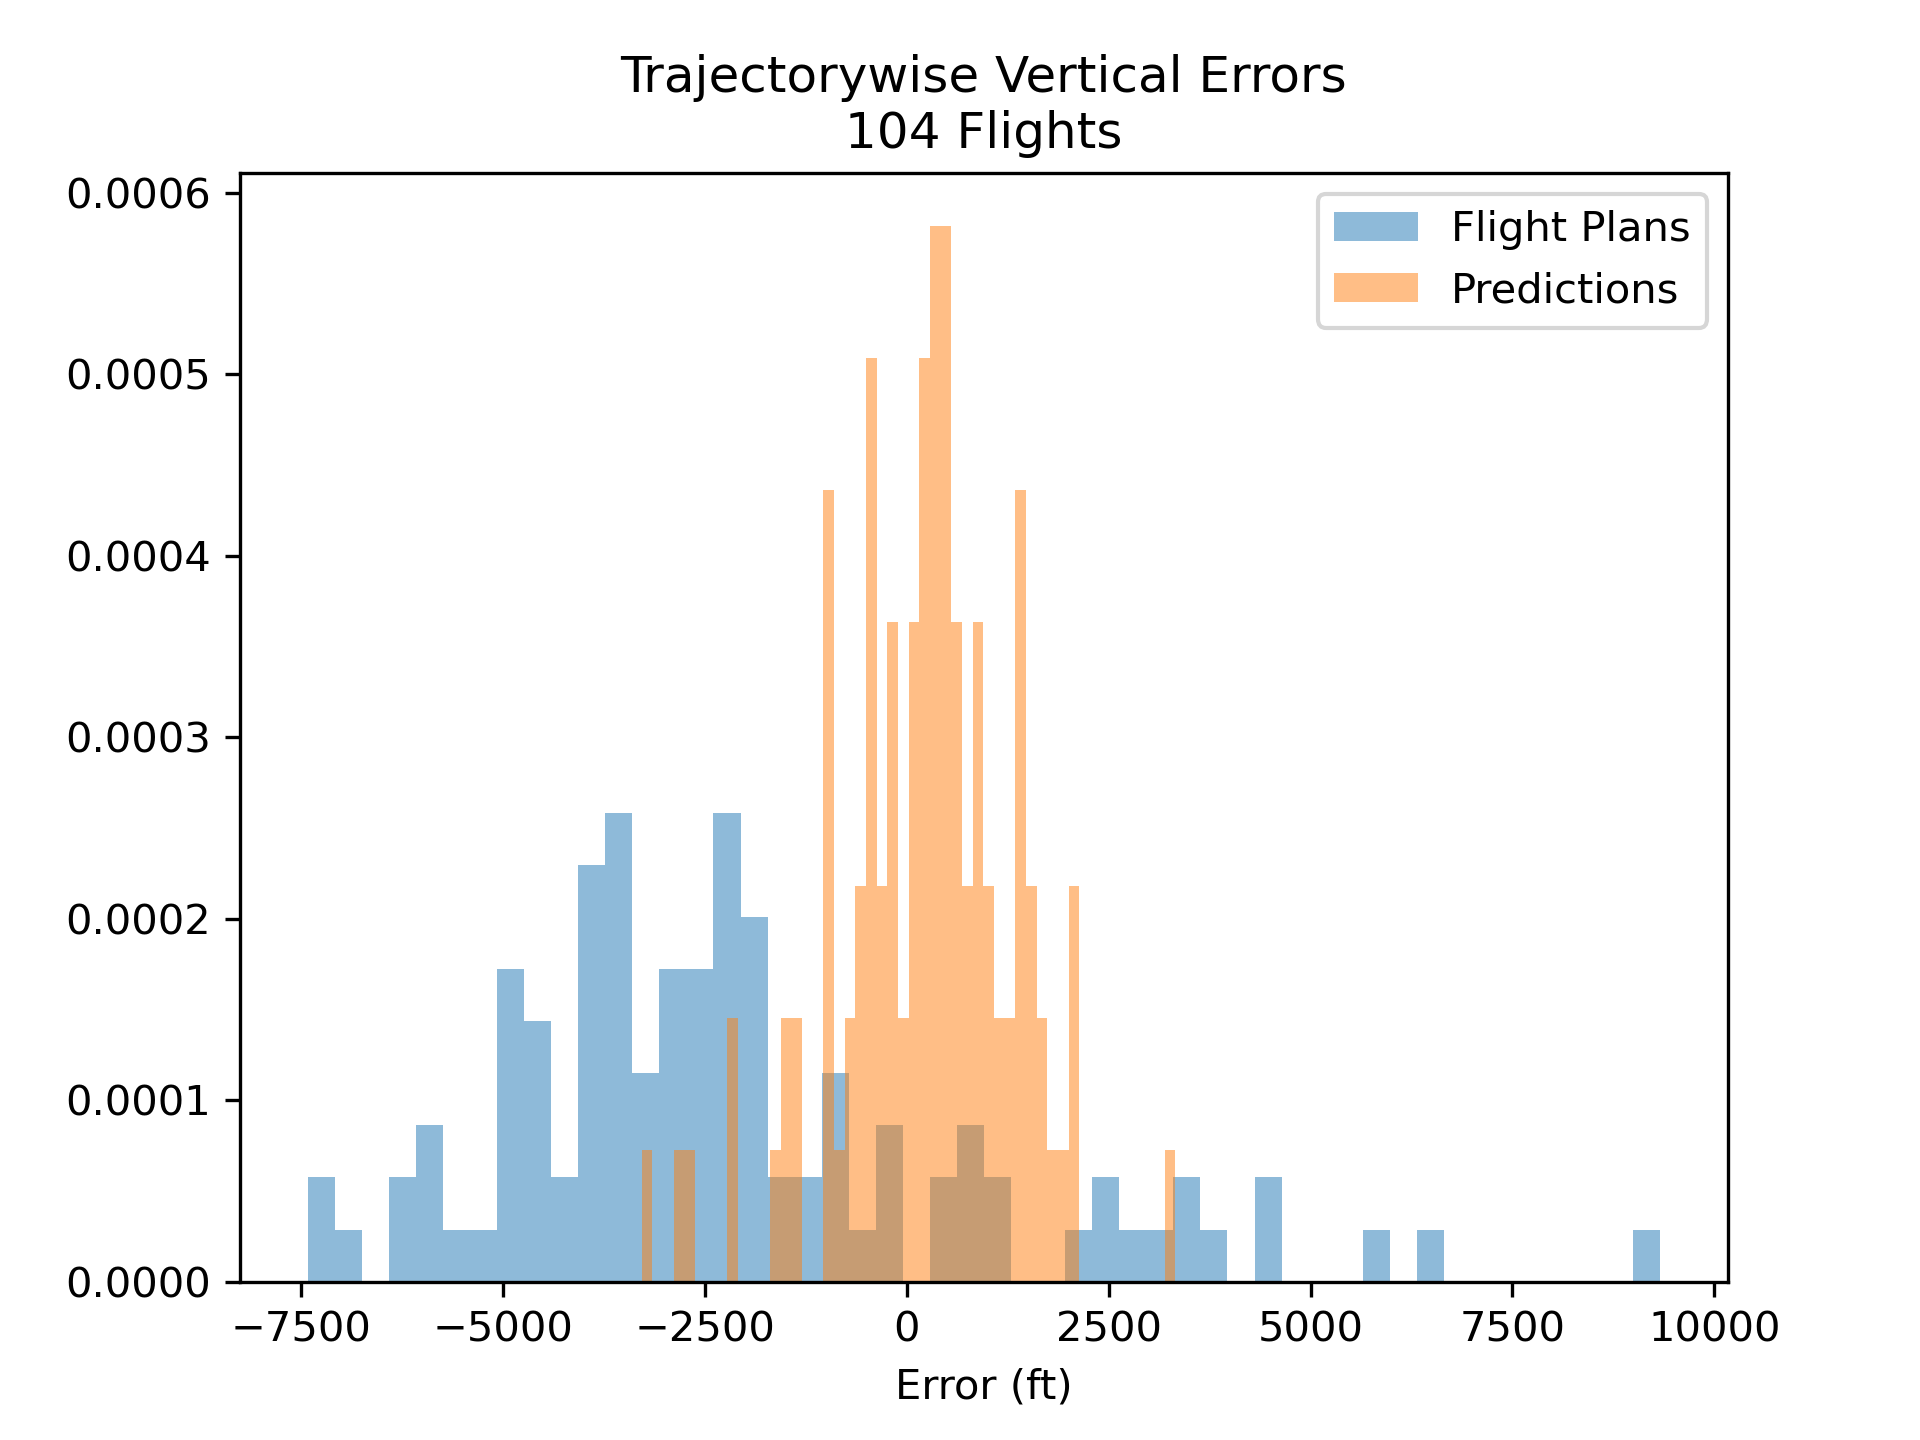 Trajectorywise Vertical Errors
104 Flights
Flight Plans
Predictions
0.0006
0.0005
0.0004
0.0003
0.0002
0.0001
0.0000
−7500 −5000 −2500 0 2500 5000 7500 10000
Error (ft)